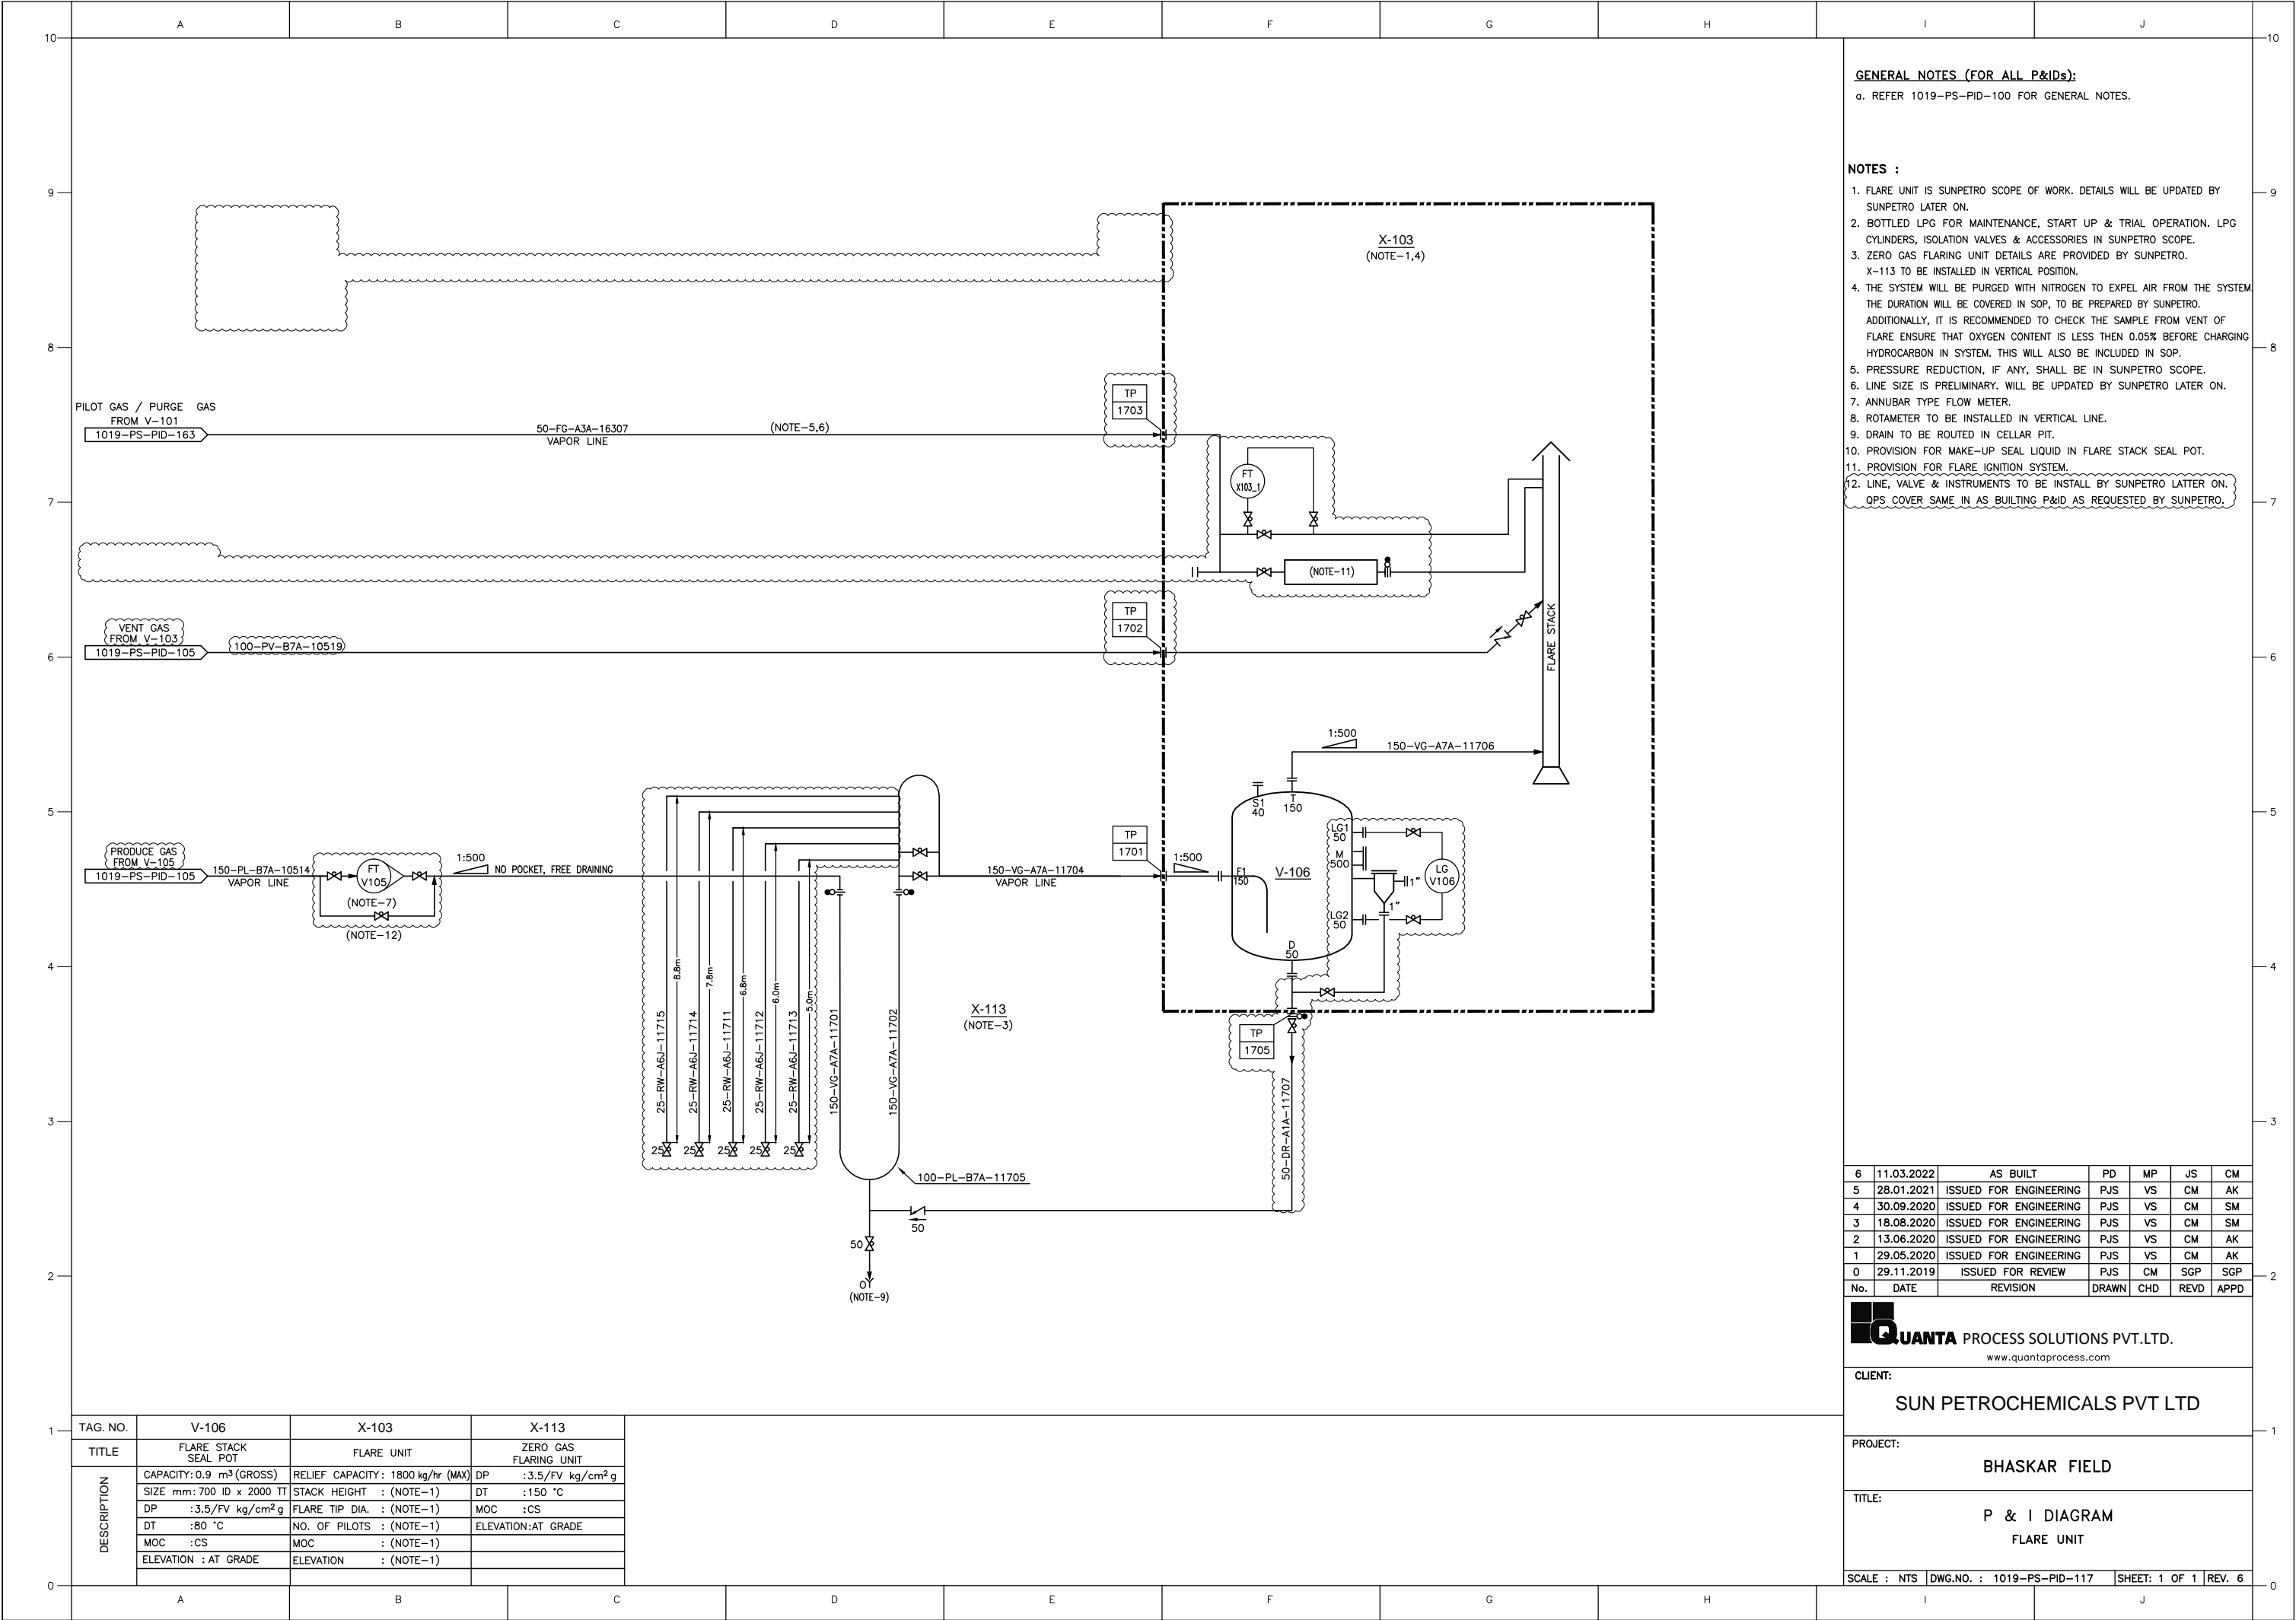 A B C D E F G H I J
10 10
9 9
8 8
7 7
6 6
5 5
4 4
3 3
2 2
1 1
0 0
GENERAL NOTES (FOR ALL P&IDs):
a. REFER 1019-PS-PID-100 FOR GENERAL NOTES.
NOTES :
1. FLARE UNIT IS SUNPETRO SCOPE OF WORK. DETAILS WILL BE UPDATED BY
SUNPETRO LATER ON.
2. BOTTLED LPG FOR MAINTENANCE, START UP & TRIAL OPERATION. LPG
CYLINDERS, ISOLATION VALVES & ACCESSORIES IN SUNPETRO SCOPE.
3. ZERO GAS FLARING UNIT DETAILS ARE PROVIDED BY SUNPETRO.
X-113 TO BE INSTALLED IN VERTICAL POSITION.
4. THE SYSTEM WILL BE PURGED WITH NITROGEN TO EXPEL AIR FROM THE SYSTEM.
THE DURATION WILL BE COVERED IN SOP, TO BE PREPARED BY SUNPETRO.
ADDITIONALLY, IT IS RECOMMENDED TO CHECK THE SAMPLE FROM VENT OF
FLARE ENSURE THAT OXYGEN CONTENT IS LESS THEN 0.05% BEFORE CHARGING
HYDROCARBON IN SYSTEM. THIS WILL ALSO BE INCLUDED IN SOP.
5. PRESSURE REDUCTION, IF ANY, SHALL BE IN SUNPETRO SCOPE.
6. LINE SIZE IS PRELIMINARY. WILL BE UPDATED BY SUNPETRO LATER ON.
7. ANNUBAR TYPE FLOW METER.
8. ROTAMETER TO BE INSTALLED IN VERTICAL LINE.
9. DRAIN TO BE ROUTED IN CELLAR PIT.
10. PROVISION FOR MAKE-UP SEAL LIQUID IN FLARE STACK SEAL POT.
11. PROVISION FOR FLARE IGNITION SYSTEM.
12. LINE, VALVE & INSTRUMENTS TO BE INSTALL BY SUNPETRO LATTER ON.
QPS COVER SAME IN AS BUILTING P&ID AS REQUESTED BY SUNPETRO.
X-103
(NOTE-1,4)
PILOT GAS / PURGE GAS
FROM V-101
1019-PS-PID-163
50-FG-A3A-16307
VAPOR LINE
(NOTE-5,6)
TP
1703
FT
X103_1
(NOTE-11)
FLARE STACK
VENT GAS
FROM V-103
1019-PS-PID-105
100-PV-B7A-10519
TP
1702
1:500
150-VG-A7A-11706
PRODUCE GAS
FROM V-105
1019-PS-PID-105
150-PL-B7A-10514
VAPOR LINE
FT
V105
(NOTE-7)
(NOTE-12)
1:500
NO POCKET, FREE DRAINING
150-VG-A7A-11704
VAPOR LINE
TP
1701
1:500
S1
40
T
150
F1
150
V-106
LG1
50
M
500
LG2
50
1"
1"
LG
V106
D
50
TP
1705
50-DR-A1A-11707
X-113
(NOTE-3)
25-RW-A6J-11715
8.8m
25-RW-A6J-11714
7.8m
25-RW-A6J-11711
6.8m
25-RW-A6J-11712
6.0m
25-RW-A6J-11713
5.0m
150-VG-A7A-11701
150-VG-A7A-11702
25 25 25 25 25
100-PL-B7A-11705
50
50
0
(NOTE-9)
6 11.03.2022 AS BUILT PD MP JS CM
5 28.01.2021 ISSUED FOR ENGINEERING PJS VS CM AK
4 30.09.2020 ISSUED FOR ENGINEERING PJS VS CM SM
3 18.08.2020 ISSUED FOR ENGINEERING PJS VS CM SM
2 13.06.2020 ISSUED FOR ENGINEERING PJS VS CM AK
1 29.05.2020 ISSUED FOR ENGINEERING PJS VS CM AK
0 29.11.2019 ISSUED FOR REVIEW PJS CM SGP SGP
No. DATE REVISION DRAWN CHD REVD APPD
QUANTA PROCESS SOLUTIONS PVT.LTD.
www.quantaprocess.com
CLIENT:
SUN PETROCHEMICALS PVT LTD
PROJECT:
BHASKAR FIELD
TITLE:
P & I DIAGRAM
FLARE UNIT
SCALE : NTS DWG.NO. : 1019-PS-PID-117 SHEET: 1 OF 1 REV. 6
TAG. NO. V-106 X-103 X-113
TITLE FLARE STACK SEAL POT FLARE UNIT ZERO GAS FLARING UNIT
DESCRIPTION
CAPACITY: 0.9 m³ (GROSS) RELIEF CAPACITY: 1800 kg/hr (MAX) DP :3.5/FV kg/cm² g
SIZE mm: 700 ID x 2000 TT STACK HEIGHT : (NOTE-1) DT :150 °C
DP :3.5/FV kg/cm² g FLARE TIP DIA. : (NOTE-1) MOC :CS
DT :80 °C NO. OF PILOTS : (NOTE-1) ELEVATION:AT GRADE
MOC :CS MOC : (NOTE-1)
ELEVATION : AT GRADE ELEVATION : (NOTE-1)
A B C D E F G H I J